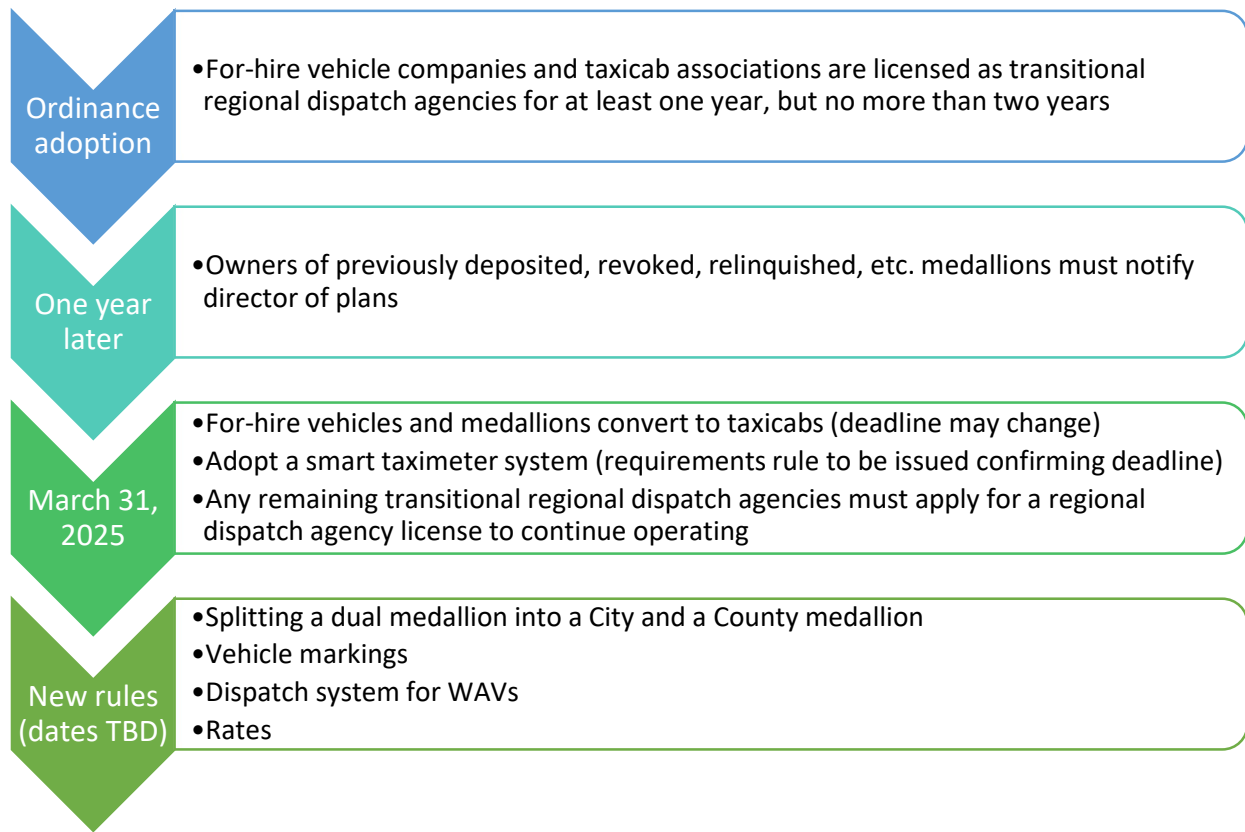 Ordinance
adoption
•For-hire vehicle companies and taxicab associations are licensed as transitional
regional dispatch agencies for at least one year, but no more than two years
One year
later
•Owners of previously deposited, revoked, relinquished, etc. medallions must notify
director of plans
March 31,
2025
•For-hire vehicles and medallions convert to taxicabs (deadline may change)
•Adopt a smart taximeter system (requirements rule to be issued confirming deadline)
•Any remaining transitional regional dispatch agencies must apply for a regional
dispatch agency license to continue operating
New rules
(dates TBD)
•Splitting a dual medallion into a City and a County medallion
•Vehicle markings
•Dispatch system for WAVs
•Rates